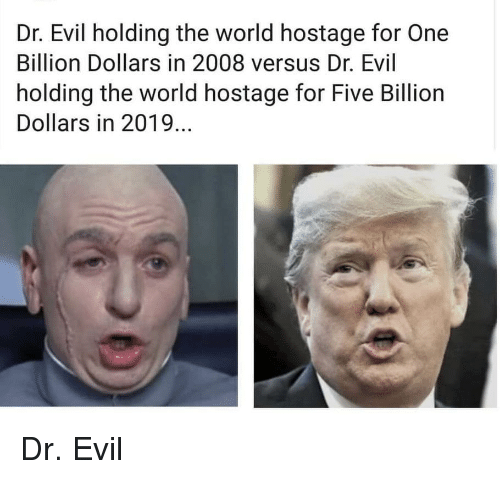 Dr. Evil holding the world hostage for One
Billion Dollars in 2008 versus Dr. Evil
holding the world hostage for Five Billion
Dollars in 2019...
Dr. Evil